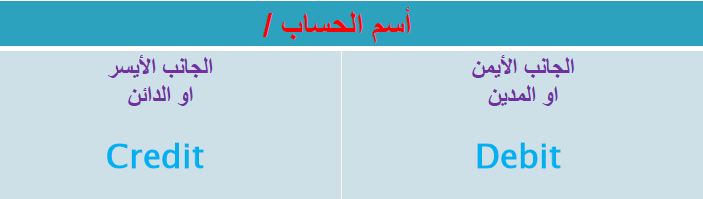 أسم الحساب /
الجانب الأيمن
او المدين
Debit
الجانب الأيسر
او الدائن
Credit